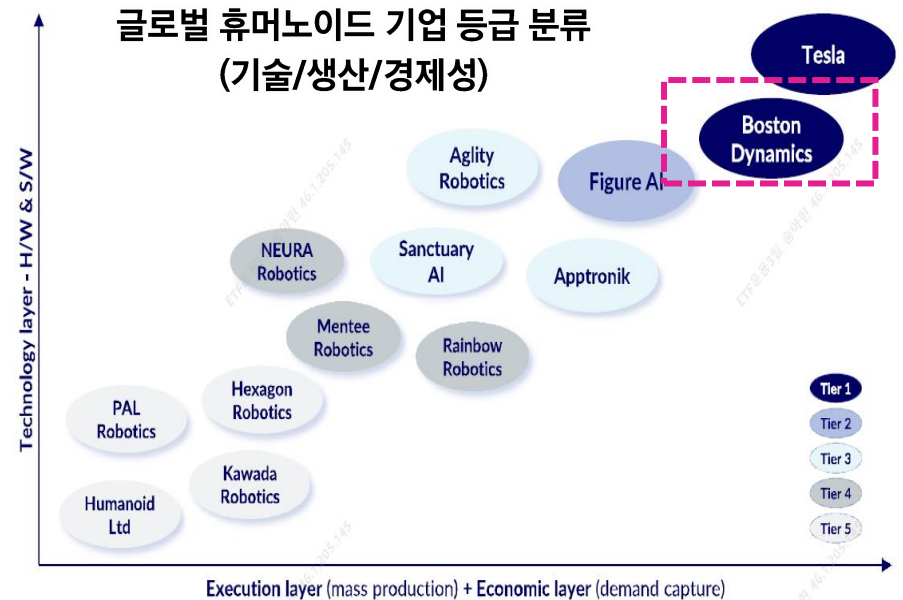 글로벌 휴머노이드 기업 등급 분류
(기술/생산/경제성)
Technology layer - H/W & S/W
Tesla
Boston
Dynamics
Aglity
Robotics
Figure AI
NEURA
Robotics
Sanctuary
AI
Apptronik
Mentee
Robotics
Rainbow
Robotics
PAL
Robotics
Hexagon
Robotics
Kawada
Robotics
Humanoid
Ltd
Tier 1
Tier 2
Tier 3
Tier 4
Tier 5
Execution layer (mass production) + Economic layer (demand capture)